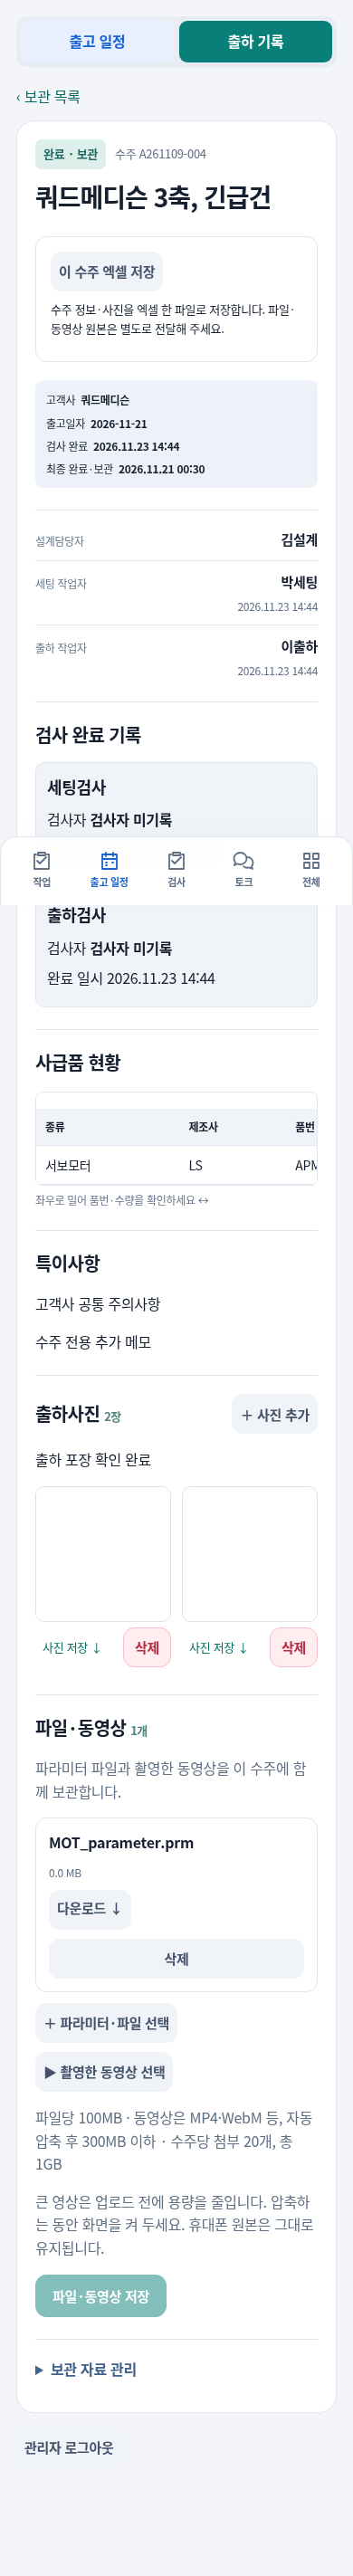 출고 일정
출하 기록
‹ 보관 목록
완료 · 보관
수주 A261109-004
쿼드메디슨 3축, 긴급건
이 수주 엑셀 저장
수주 정보·사진을 엑셀 한 파일로 저장합니다. 파일·
동영상 원본은 별도로 전달해 주세요.
고객사 쿼드메디슨
출고일자 2026-11-21
검사 완료 2026.11.23 14:44
최종 완료·보관 2026.11.21 00:30
설계담당자
김설계
세팅 작업자
박세팅
2026.11.23 14:44
출하 작업자
이출하
2026.11.23 14:44
검사 완료 기록
세팅검사
검사자 검사자 미기록
작업
출고 일정
검사
토크
전체
출하검사
검사자 검사자 미기록
완료 일시 2026.11.23 14:44
사급품 현황
종류
제조사
품번
서보모터
LS
APM
좌우로 밀어 품번·수량을 확인하세요 ↔
특이사항
고객사 공통 주의사항
수주 전용 추가 메모
출하사진 2장
＋ 사진 추가
출하 포장 확인 완료
사진 저장 ↓
삭제
사진 저장 ↓
삭제
파일·동영상 1개
파라미터 파일과 촬영한 동영상을 이 수주에 함
께 보관합니다.
MOT_parameter.prm
0.0 MB
다운로드 ↓
삭제
＋ 파라미터·파일 선택
▶ 촬영한 동영상 선택
파일당 100MB · 동영상은 MP4·WebM 등, 자동
압축 후 300MB 이하 · 수주당 첨부 20개, 총
1GB
큰 영상은 업로드 전에 용량을 줄입니다. 압축하
는 동안 화면을 켜 두세요. 휴대폰 원본은 그대로
유지됩니다.
파일·동영상 저장
▶ 보관 자료 관리
관리자 로그아웃